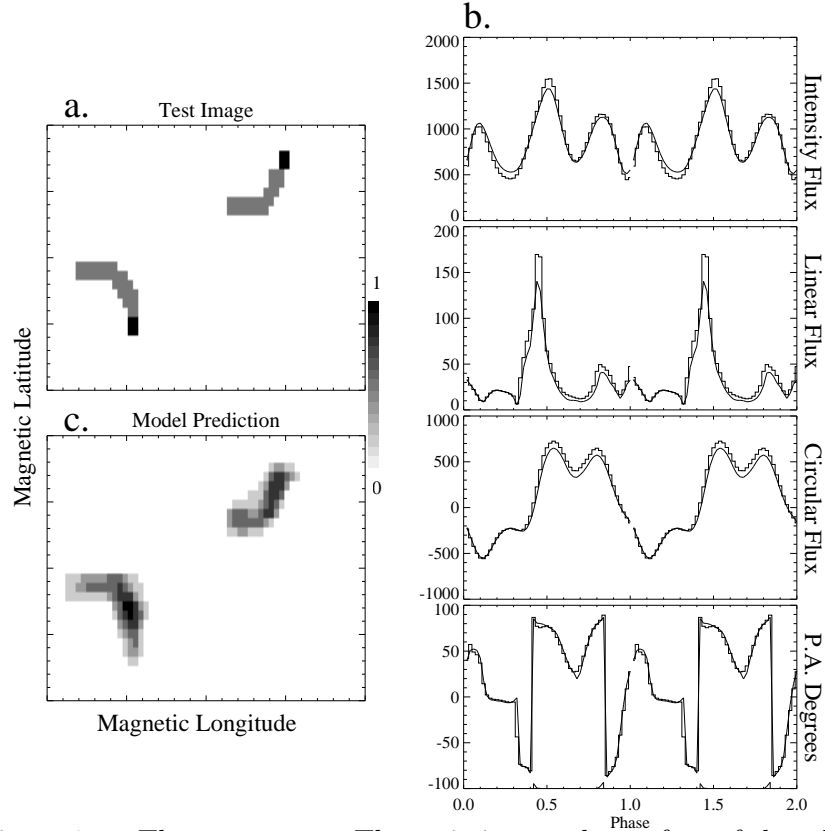 a.
Test Image
1
0
c.
Model Prediction
Magnetic Latitude
Magnetic Longitude
b.
2000
1500
1000
500
0
Intensity Flux
200
150
100
50
0
Linear Flux
1000
500
0
-500
-1000
Circular Flux
100
50
0
-50
-100
P.A. Degrees
0.0 0.5 1.0 1.5 2.0
Phase